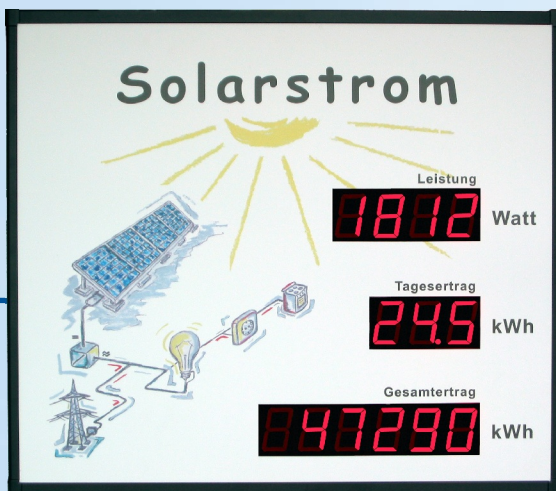 Solarstrom
Leistung
1812 Watt
Tagesertrag
24.5 kWh
Gesamtertrag
47290 kWh